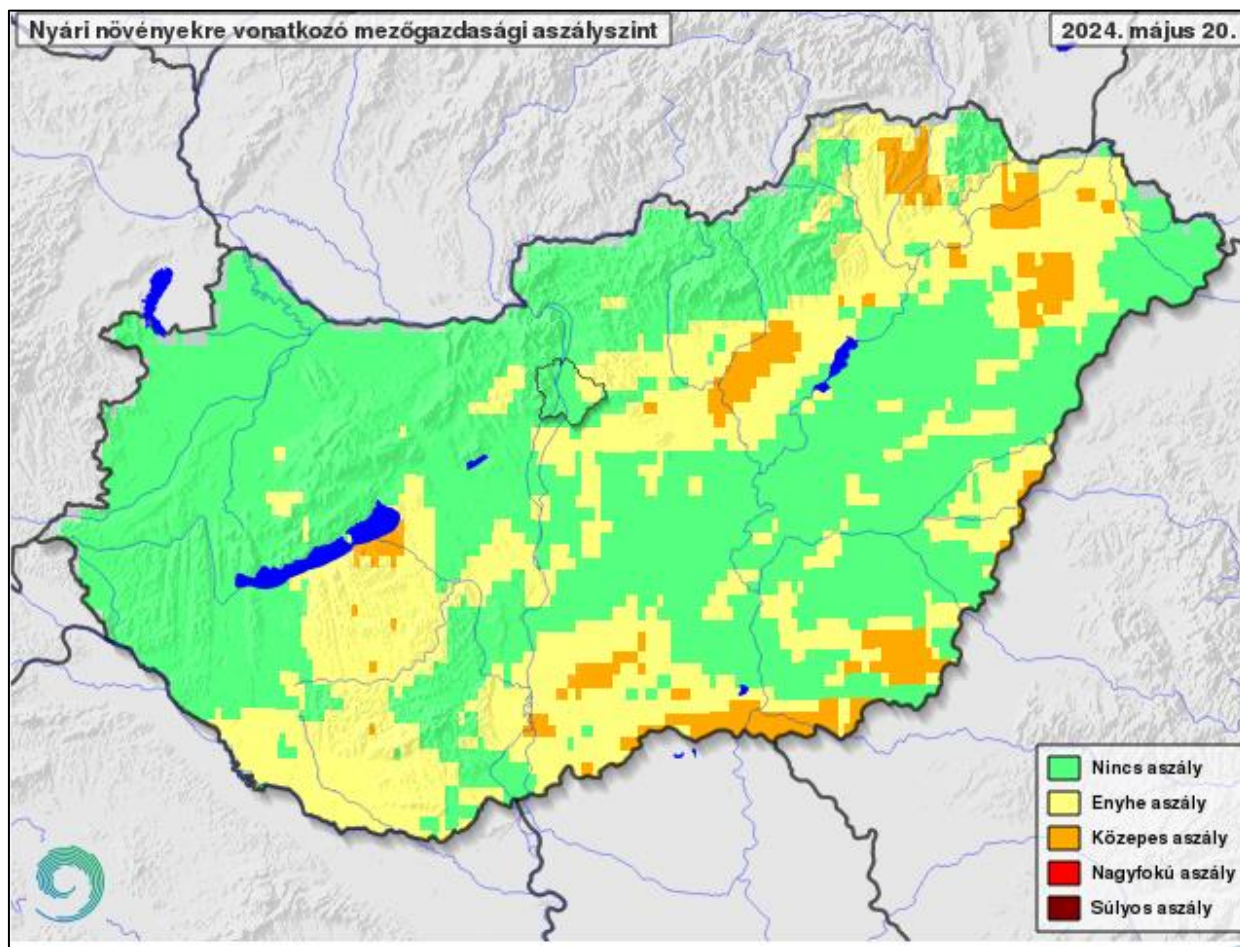 Nyári növényekre vonatkozó mezőgazdasági aszályszint
2024. május 20.
Nincs aszály
Enyhe aszály
Közepes aszály
Nagyfokú aszály
Súlyos aszály